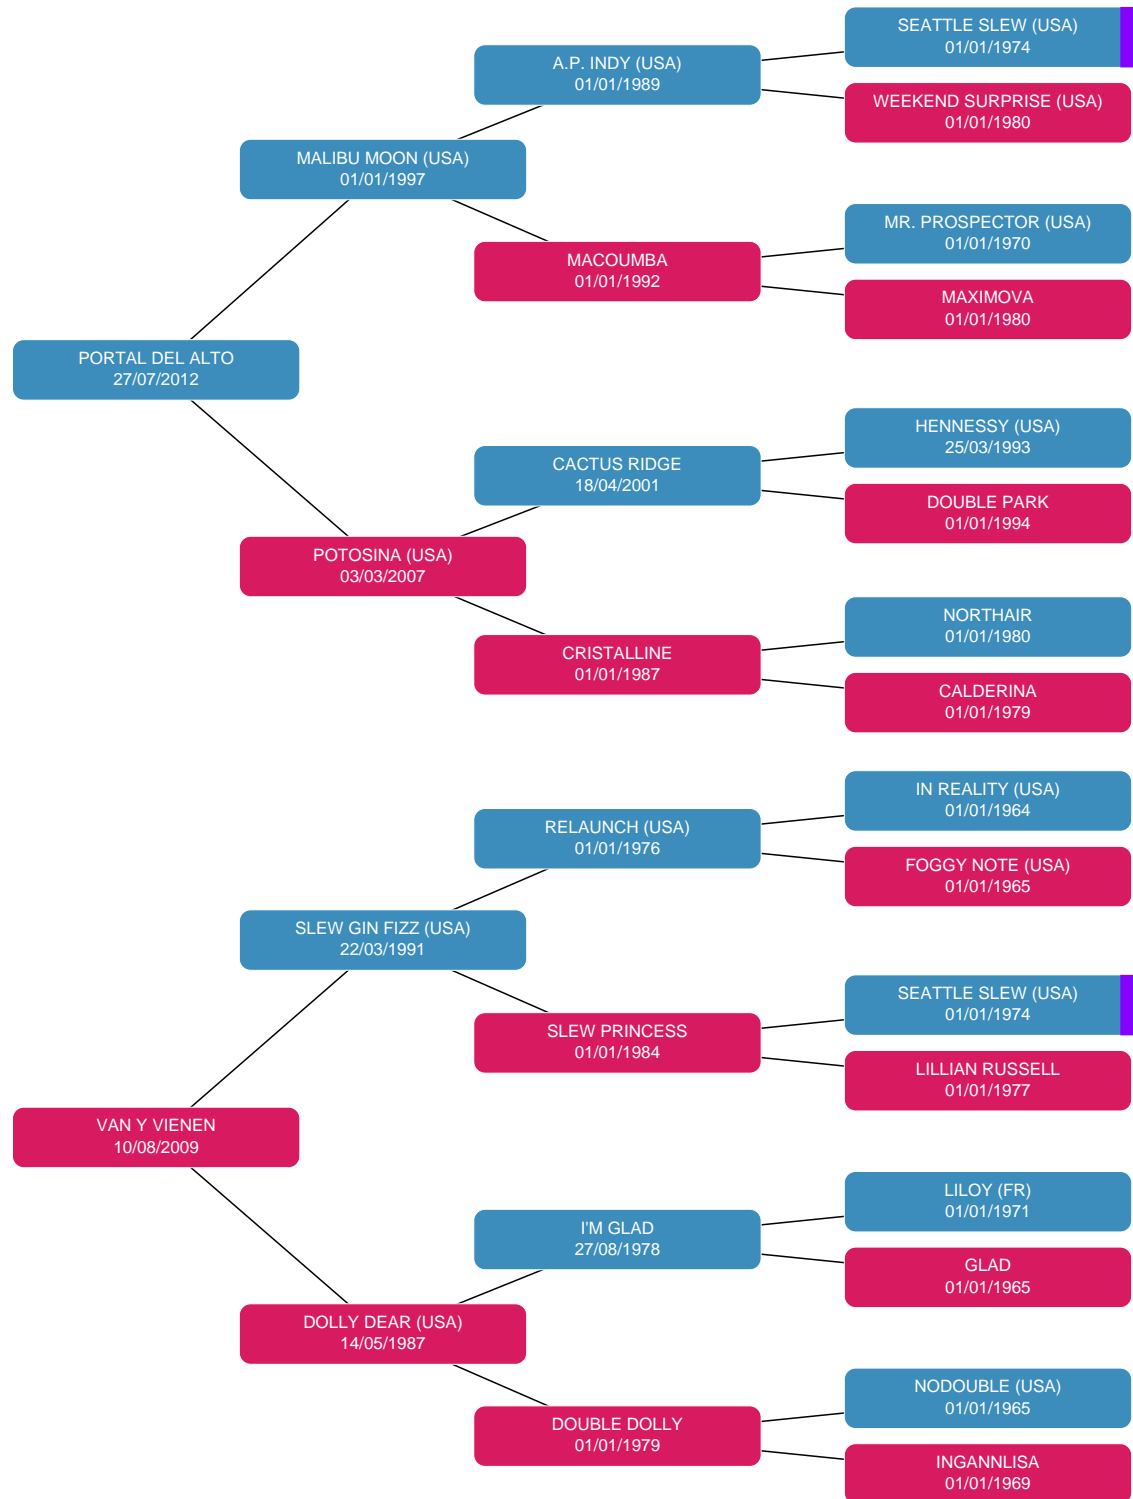 SEATTLE SLEW (USA)
01/01/1974
A.P. INDY (USA)
01/01/1989
WEEKEND SURPRISE (USA)
01/01/1980
MALIBU MOON (USA)
01/01/1997
MR. PROSPECTOR (USA)
01/01/1970
MACOUMBA
01/01/1992
MAXIMOVA
01/01/1980
PORTAL DEL ALTO
27/07/2012
HENNESSY (USA)
25/03/1993
CACTUS RIDGE
18/04/2001
DOUBLE PARK
01/01/1994
POTOSINA (USA)
03/03/2007
NORTHAIR
01/01/1980
CRISTALLINE
01/01/1987
CALDERINA
01/01/1979
IN REALITY (USA)
01/01/1964
RELAUNCH (USA)
01/01/1976
FOGGY NOTE (USA)
01/01/1965
SLEW GIN FIZZ (USA)
22/03/1991
SEATTLE SLEW (USA)
01/01/1974
SLEW PRINCESS
01/01/1984
LILLIAN RUSSELL
01/01/1977
VAN Y VIENEN
10/08/2009
LILOY (FR)
01/01/1971
I'M GLAD
27/08/1978
GLAD
01/01/1965
DOLLY DEAR (USA)
14/05/1987
NODOUBLE (USA)
01/01/1965
DOUBLE DOLLY
01/01/1979
INGANNLISA
01/01/1969